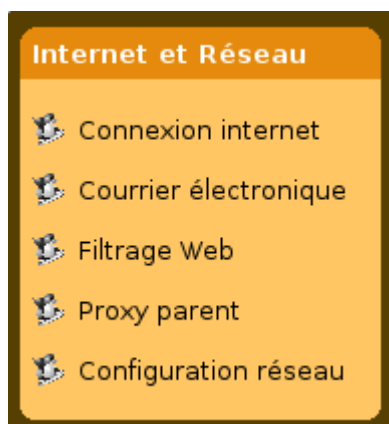 Internet et Réseau
Connexion internet
Courrier électronique
Filtrage Web
Proxy parent
Configuration réseau